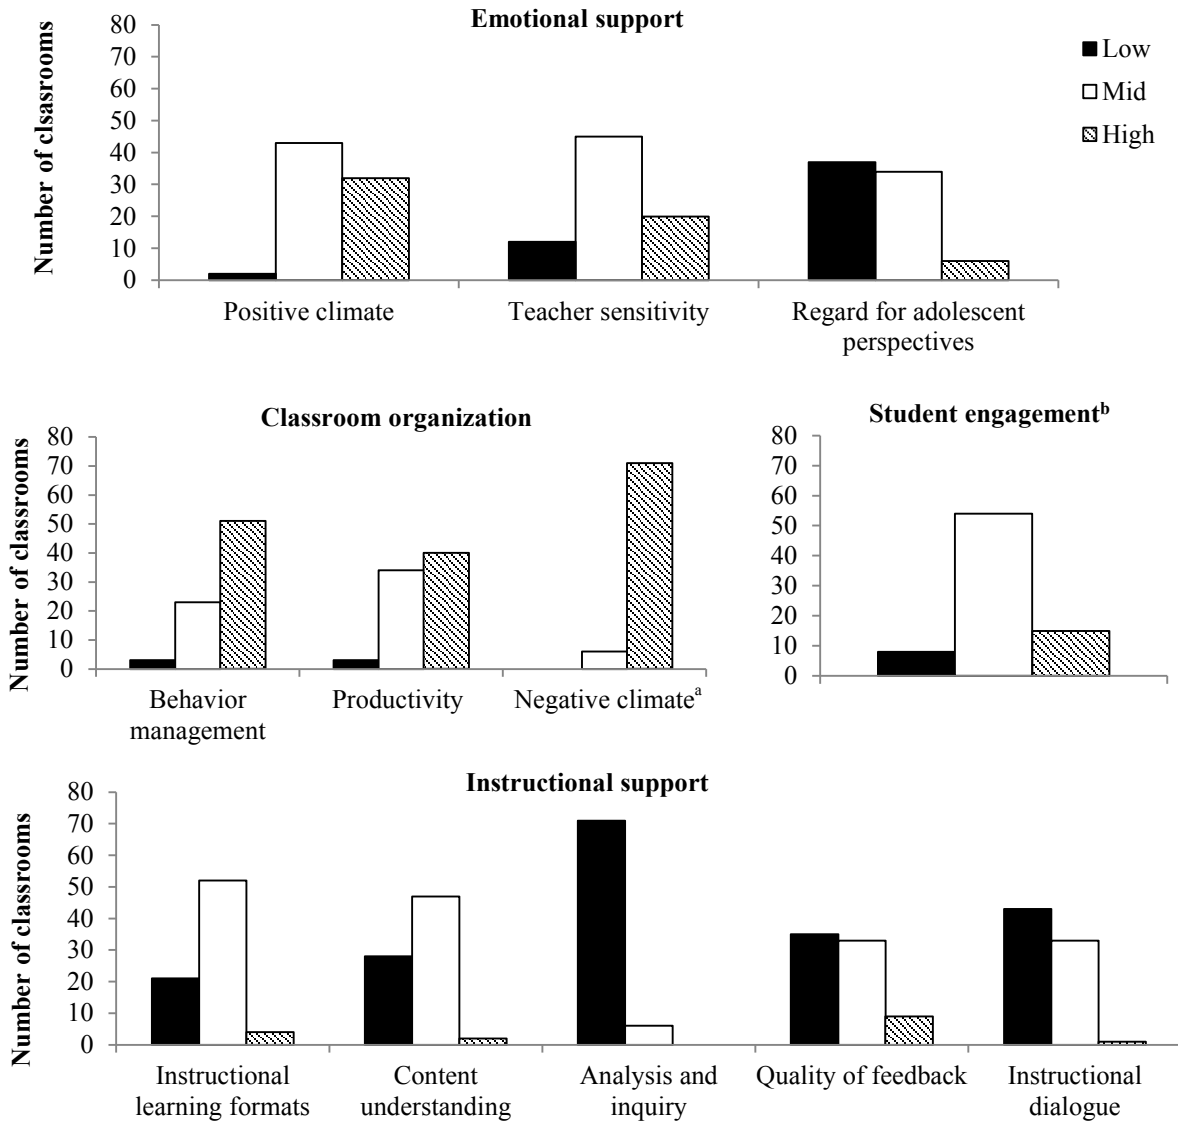 Emotional support
80
70
60
50
40
30
20
10
0
Number of clsasrooms
Low
Mid
High
Positive climate
Teacher sensitivity
Regard for adolescent
perspectives
Classroom organization
80
70
60
50
40
30
20
10
0
Number of classrooms
Behavior
management
Productivity
Negative climateᵃ
Student engagementᵇ
80
70
60
50
40
30
20
10
0
Instructional support
80
70
60
50
40
30
20
10
0
Number of classrooms
Instructional
learning formats
Content
understanding
Analysis and
inquiry
Quality of feedback
Instructional
dialogue